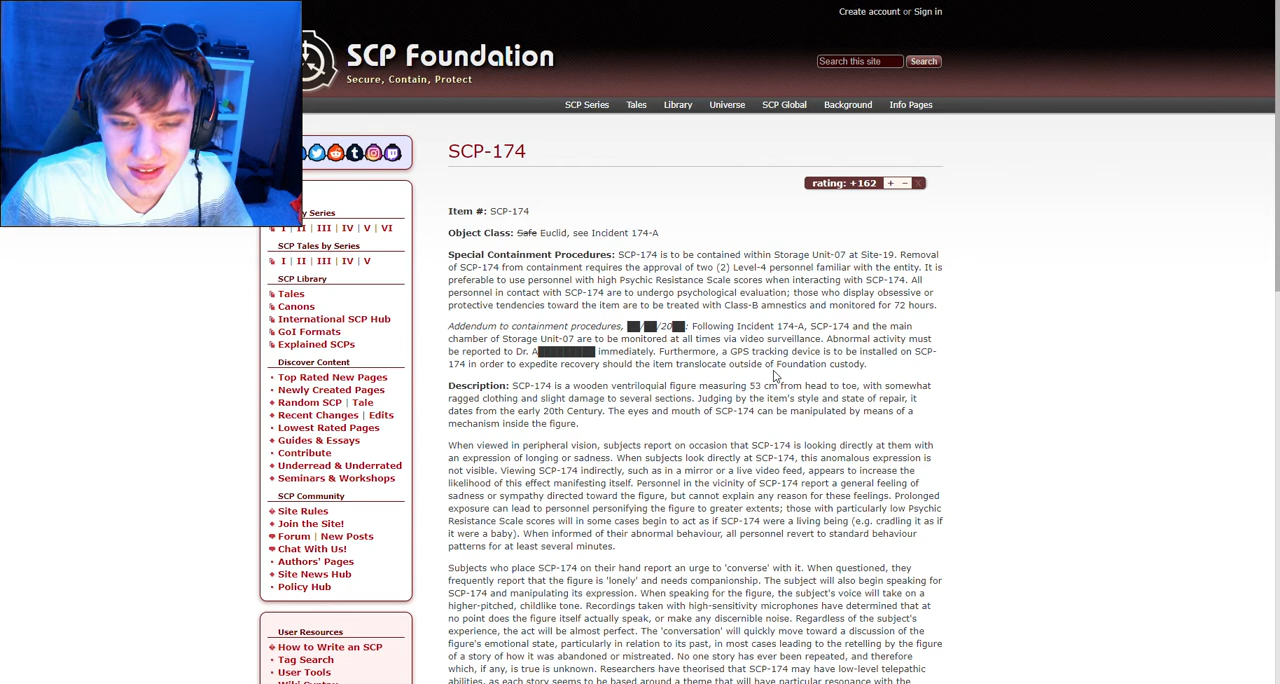 Create account or Sign in
SCP Foundation
Secure, Contain, Protect
Search this site
Search
SCP Series
Tales
Library
Universe
SCP Global
Background
Info Pages
SCP-174
rating: +162 + − X
y Series
I II III IV V VI
SCP Tales by Series
I II III IV V
SCP Library
Tales
Canons
International SCP Hub
GoI Formats
Explained SCPs
Discover Content
Top Rated New Pages
Newly Created Pages
Random SCP | Tale
Recent Changes | Edits
Lowest Rated Pages
Guides & Essays
Contribute
Underread & Underrated
Seminars & Workshops
SCP Community
Site Rules
Join the Site!
Forum | New Posts
Chat With Us!
Authors' Pages
Site News Hub
Policy Hub
User Resources
How to Write an SCP
Tag Search
User Tools
Wiki Syntax
Item #: SCP-174
Object Class: Safe Euclid, see Incident 174-A
Special Containment Procedures: SCP-174 is to be contained within Storage Unit-07 at Site-19. Removal
of SCP-174 from containment requires the approval of two (2) Level-4 personnel familiar with the entity. It is
preferable to use personnel with high Psychic Resistance Scale scores when interacting with SCP-174. All
personnel in contact with SCP-174 are to undergo psychological evaluation; those who display obsessive or
protective tendencies toward the item are to be treated with Class-B amnestics and monitored for 72 hours.
Addendum to containment procedures, ██/██/20██: Following Incident 174-A, SCP-174 and the main
chamber of Storage Unit-07 are to be monitored at all times via video surveillance. Abnormal activity must
be reported to Dr. A█████████ immediately. Furthermore, a GPS tracking device is to be installed on SCP-
174 in order to expedite recovery should the item translocate outside of Foundation custody.
Description: SCP-174 is a wooden ventriloquial figure measuring 53 cm from head to toe, with somewhat
ragged clothing and slight damage to several sections. Judging by the item's style and state of repair, it
dates from the early 20th Century. The eyes and mouth of SCP-174 can be manipulated by means of a
mechanism inside the figure.
When viewed in peripheral vision, subjects report on occasion that SCP-174 is looking directly at them with
an expression of longing or sadness. When subjects look directly at SCP-174, this anomalous expression is
not visible. Viewing SCP-174 indirectly, such as in a mirror or a live video feed, appears to increase the
likelihood of this effect manifesting itself. Personnel in the vicinity of SCP-174 report a general feeling of
sadness or sympathy directed toward the figure, but cannot explain any reason for these feelings. Prolonged
exposure can lead to personnel personifying the figure to greater extents; those with particularly low Psychic
Resistance Scale scores will in some cases begin to act as if SCP-174 were a living being (e.g. cradling it as if
it were a baby). When informed of their abnormal behaviour, all personnel revert to standard behaviour
patterns for at least several minutes.
Subjects who place SCP-174 on their hand report an urge to 'converse' with it. When questioned, they
frequently report that the figure is 'lonely' and needs companionship. The subject will also begin speaking for
SCP-174 and manipulating its expression. When speaking for the figure, the subject's voice will take on a
higher-pitched, childlike tone. Recordings taken with high-sensitivity microphones have determined that at
no point does the figure itself actually speak, or make any discernible noise. Regardless of the subject's
experience, the act will be almost perfect. The 'conversation' will quickly move toward a discussion of the
figure's emotional state, particularly in relation to its past, in most cases leading to the retelling by the figure
of a story of how it was abandoned or mistreated. No one story has ever been repeated, and therefore
which, if any, is true is unknown. Researchers have theorised that SCP-174 may have low-level telepathic
abilities, as each story seems to be based around a theme that will have particular resonance with the